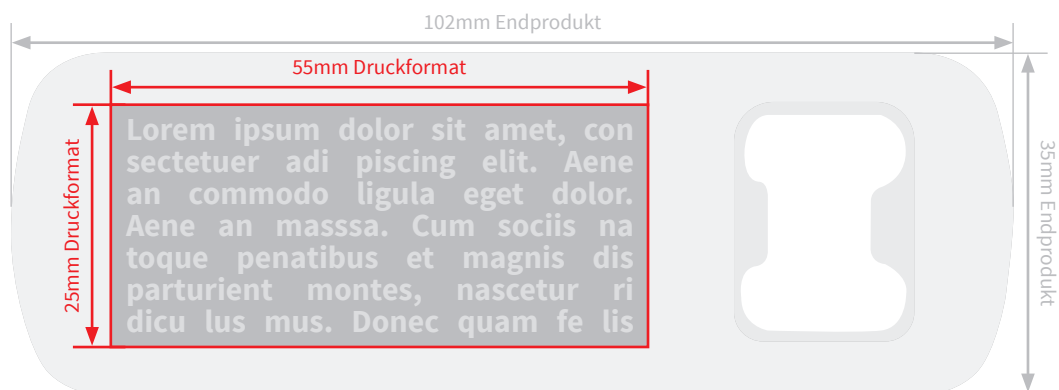 102mm Endprodukt
55mm Druckformat
25mm Druckformat
Lorem ipsum dolor sit amet, con
sectetuer adi piscing elit. Aene
an commodo ligula eget dolor.
Aene an masssa. Cum sociis na
toque penatibus et magnis dis
parturient montes, nascetur ri
dicu lus mus. Donec quam fe lis
35mm Endprodukt